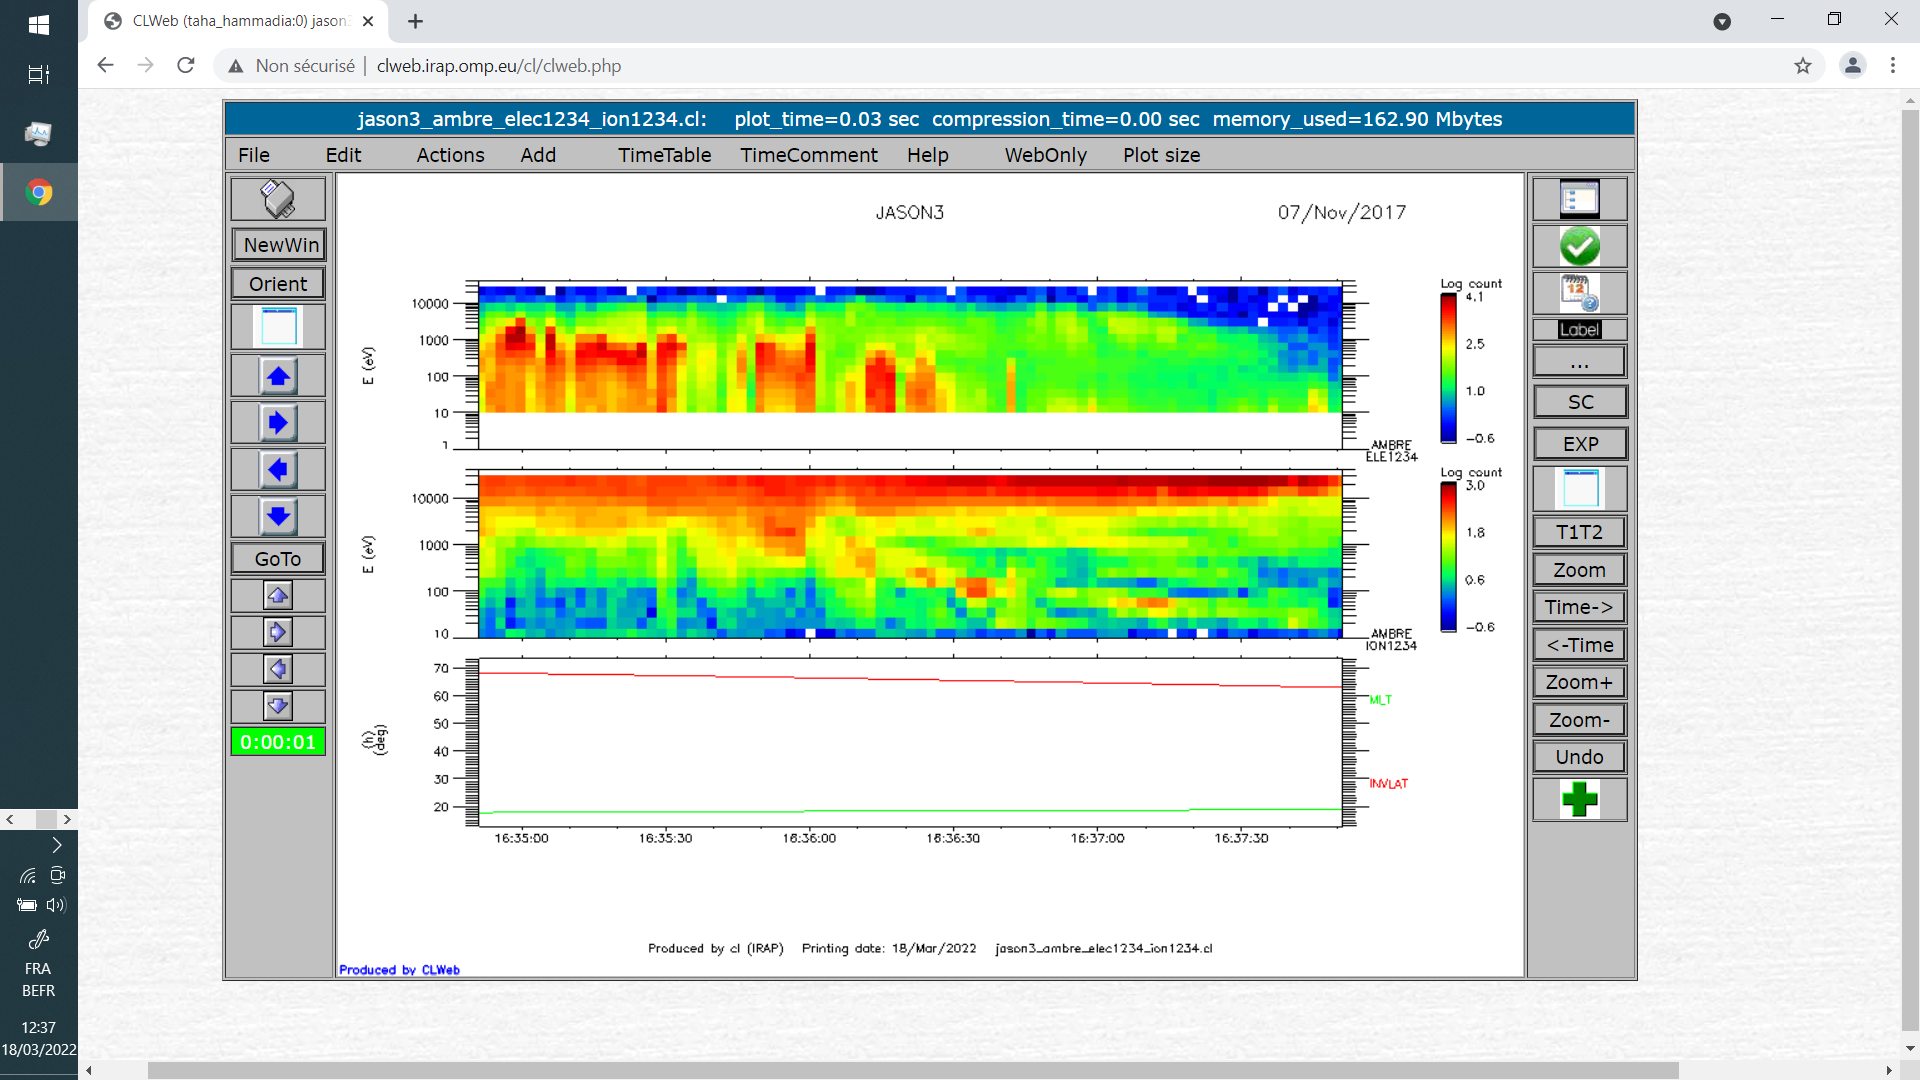 CLWeb (taha_hammadia:0) jason3
Non sécurisé | clweb.irap.omp.eu/cl/clweb.php
jason3_ambre_elec1234_ion1234.cl: plot_time=0.03 sec compression_time=0.00 sec memory_used=162.90 Mbytes
File Edit Actions Add TimeTable TimeComment Help WebOnly Plot size
NewWin
Orient
GoTo
0:00:01
JASON3 07/Nov/2017
Log count
4.1
2.5
1.0
-0.6
10000
1000
100
10
1
E (eV)
AMBRE
ELE1234
Log count
3.0
1.8
0.6
-0.6
10000
1000
100
10
E (eV)
AMBRE
ION1234
70
60
50
40
30
20
(h)
(deg)
MLT
INVLAT
16:35:00 16:35:30 16:36:00 16:36:30 16:37:00 16:37:30
Produced by cl (IRAP) Printing date: 18/Mar/2022 jason3_ambre_elec1234_ion1234.cl
Produced by CLWeb
12
Label
...
SC
EXP
T1T2
Zoom
Time->
<-Time
Zoom+
Zoom-
Undo
FRA
BEFR
12:37
18/03/2022